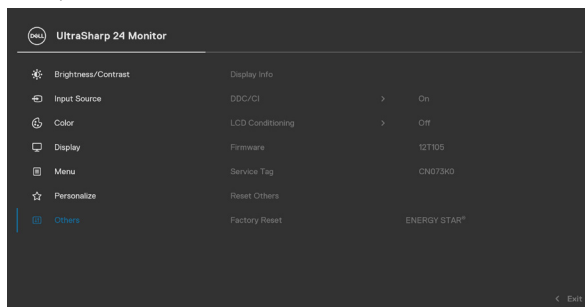 DELL UltraSharp 24 Monitor
Brightness/Contrast Display Info
Input Source DDC/CI > On
Color LCD Conditioning > Off
Display Firmware 12T105
Menu Service Tag CN073K0
Personalize Reset Others
Others Factory Reset ENERGY STAR®
< Exit